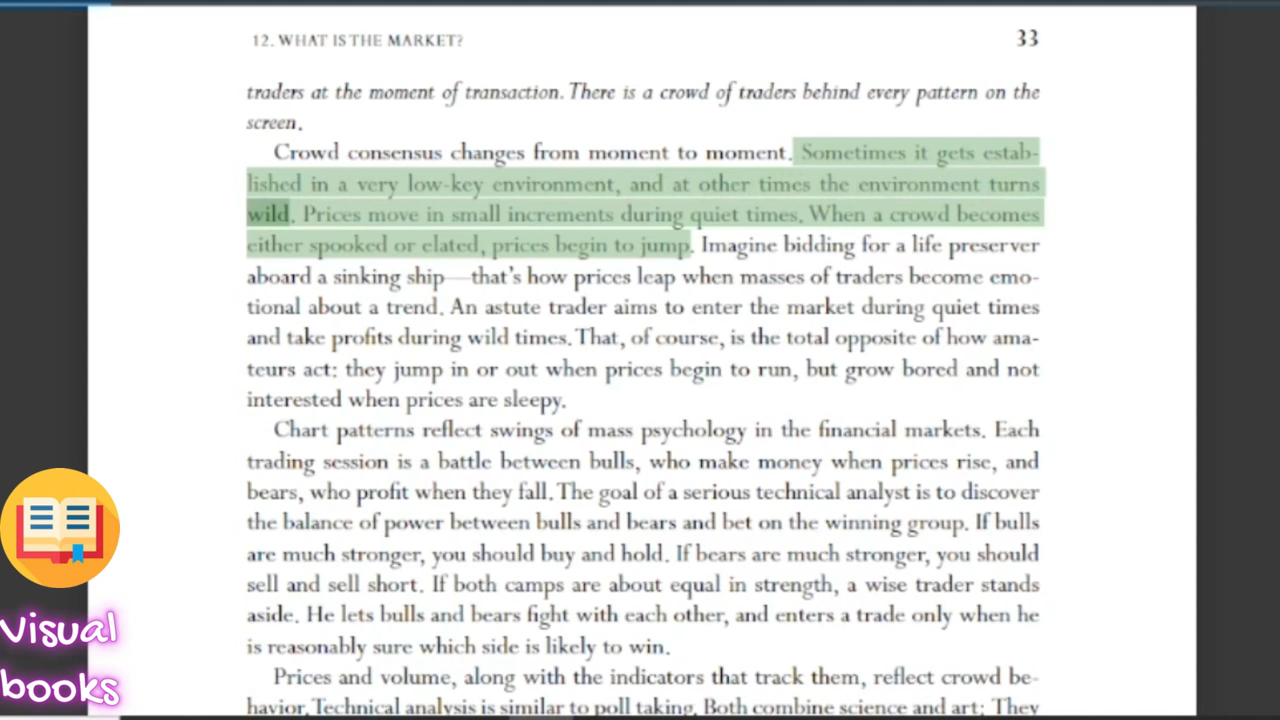 12. WHAT IS THE MARKET? 33
traders at the moment of transaction. There is a crowd of traders behind every pattern on the
screen.
Crowd consensus changes from moment to moment. Sometimes it gets estab-
lished in a very low-key environment, and at other times the environment turns
wild. Prices move in small increments during quiet times. When a crowd becomes
either spooked or elated, prices begin to jump. Imagine bidding for a life preserver
aboard a sinking ship—that's how prices leap when masses of traders become emo-
tional about a trend. An astute trader aims to enter the market during quiet times
and take profits during wild times. That, of course, is the total opposite of how ama-
teurs act: they jump in or out when prices begin to run, but grow bored and not
interested when prices are sleepy.
Chart patterns reflect swings of mass psychology in the financial markets. Each
trading session is a battle between bulls, who make money when prices rise, and
bears, who profit when they fall. The goal of a serious technical analyst is to discover
the balance of power between bulls and bears and bet on the winning group. If bulls
are much stronger, you should buy and hold. If bears are much stronger, you should
sell and sell short. If both camps are about equal in strength, a wise trader stands
aside. He lets bulls and bears fight with each other, and enters a trade only when he
is reasonably sure which side is likely to win.
Prices and volume, along with the indicators that track them, reflect crowd be-
havior. Technical analysis is similar to poll taking. Both combine science and art: They
Visual
books